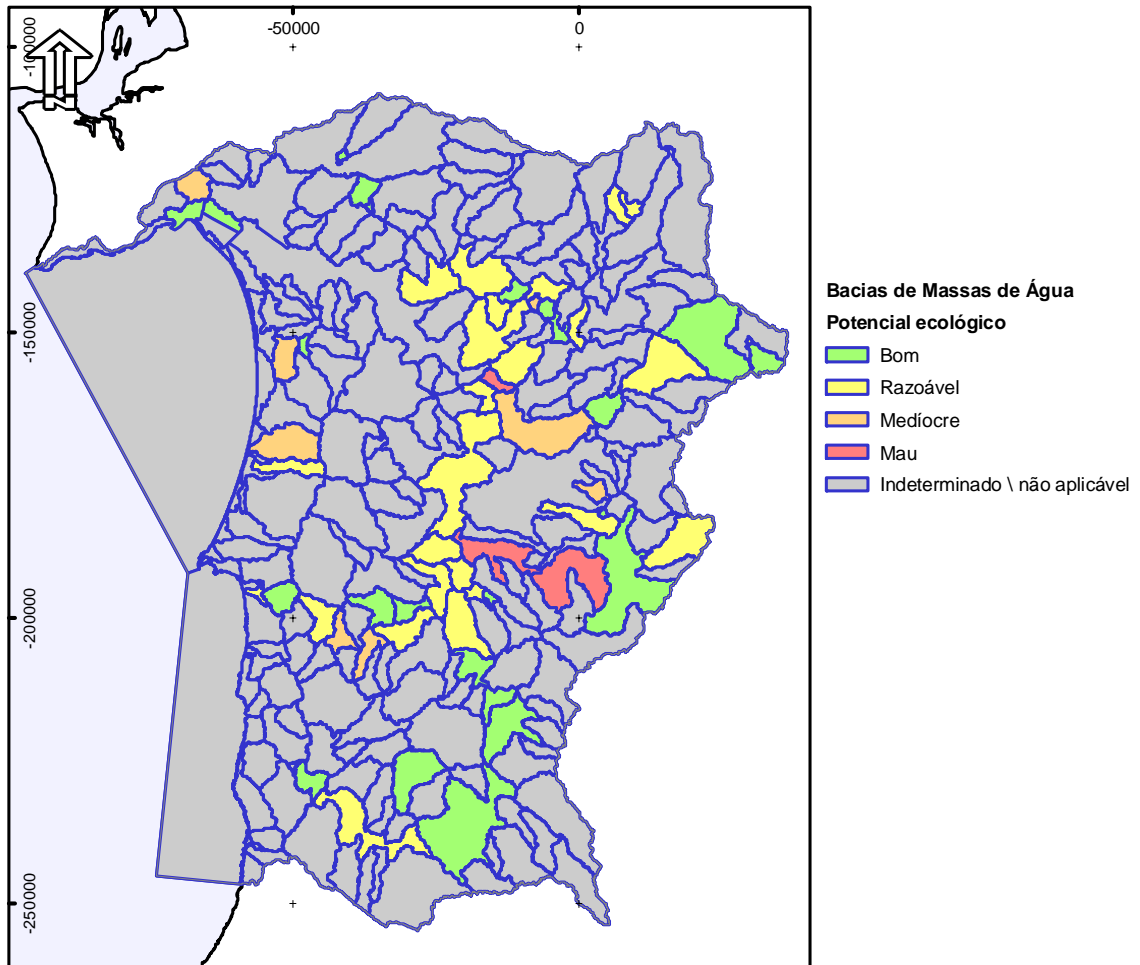 -50000
0
-100000
N
-150000
-200000
-250000
Bacias de Massas de Água
Potencial ecológico
Bom
Razoável
Medíocre
Mau
Indeterminado \ não aplicável